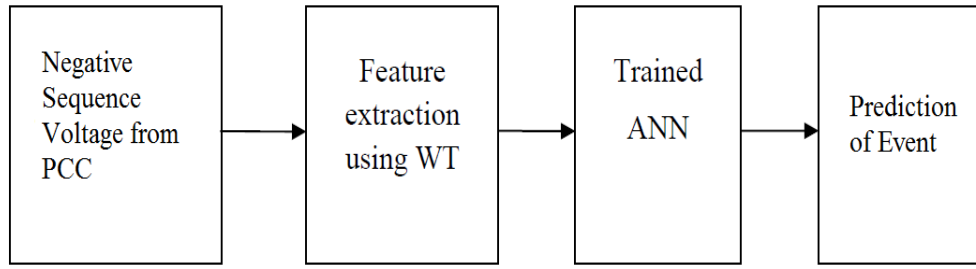 Negative
Sequence
Voltage from
PCC
Feature
extraction
using WT
Trained
ANN
Prediction
of Event